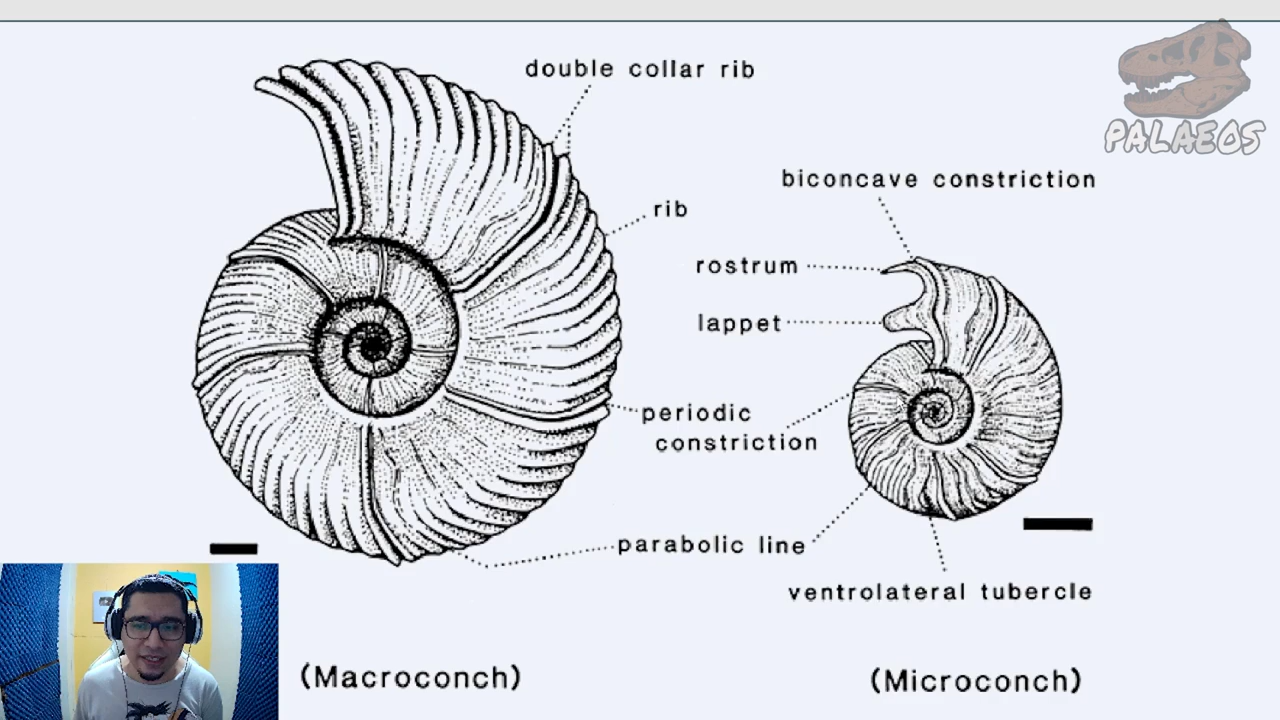 double collar rib
PALAEOS
biconcave constriction
rib
rostrum
lappet
periodic
constriction
parabolic line
ventrolateral tubercle
(Macroconch)
(Microconch)